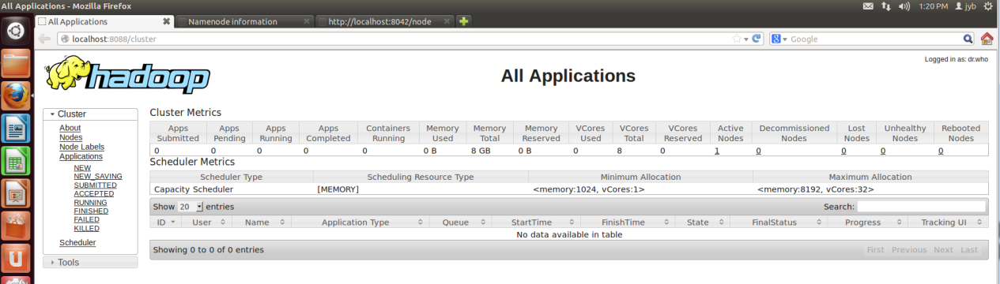 All Applications - Mozilla Firefox
1:20 PM jyb
All Applications Namenode information http://localhost:8042/node
localhost:8088/cluster Google
Logged in as: dr.who
hadoop
All Applications
Cluster
About
Nodes
Node Labels
Applications
NEW
NEW_SAVING
SUBMITTED
ACCEPTED
RUNNING
FINISHED
FAILED
KILLED
Scheduler
Tools
Cluster Metrics
Apps Submitted Apps Pending Apps Running Apps Completed Containers Running Memory Used Memory Total Memory Reserved VCores Used VCores Total VCores Reserved Active Nodes Decommissioned Nodes Lost Nodes Unhealthy Nodes Rebooted Nodes
0 0 0 0 0 0 B 8 GB 0 B 0 8 0 1 0 0 0 0
Scheduler Metrics
Scheduler Type Scheduling Resource Type Minimum Allocation Maximum Allocation
Capacity Scheduler [MEMORY] <memory:1024, vCores:1> <memory:8192, vCores:32>
Show 20 entries Search:
ID User Name Application Type Queue StartTime FinishTime State FinalStatus Progress Tracking UI
No data available in table
Showing 0 to 0 of 0 entries First Previous Next Last